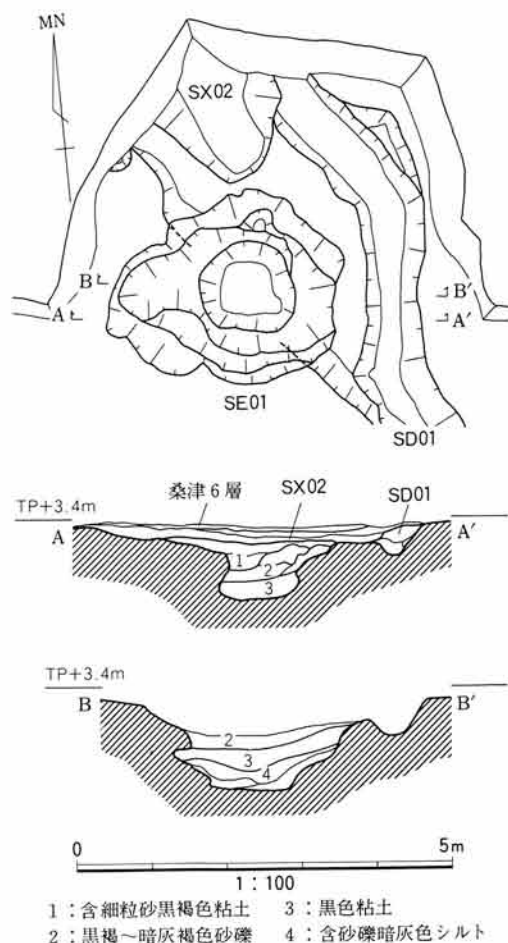 MN
SX02
B
B′
A
A′
SE01
SD01
桑津6層
SX02
SD01
TP+3.4m
A
A′
1
2
3
TP+3.4m
B
B′
2
3
4
0
5m
1：100
1：含細粒砂黒褐色粘土 3：黒色粘土
2：黒褐～暗灰褐色砂礫 4：含砂礫暗灰色シルト